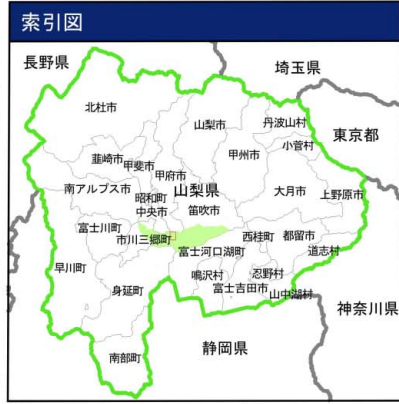 索引図
長野県
埼玉県
北杜市
山梨市
丹波山村
東京都
小菅村
韮崎市
甲斐市
甲府市
甲州市
南アルプス市
山梨県
大月市
上野原市
昭和町
中央市
笛吹市
富士川町
市川三郷町
西桂町
都留市
富士河口湖町
道志村
早川町
鳴沢村
忍野村
身延町
富士吉田市
山中湖村
神奈川県
静岡県
南部町